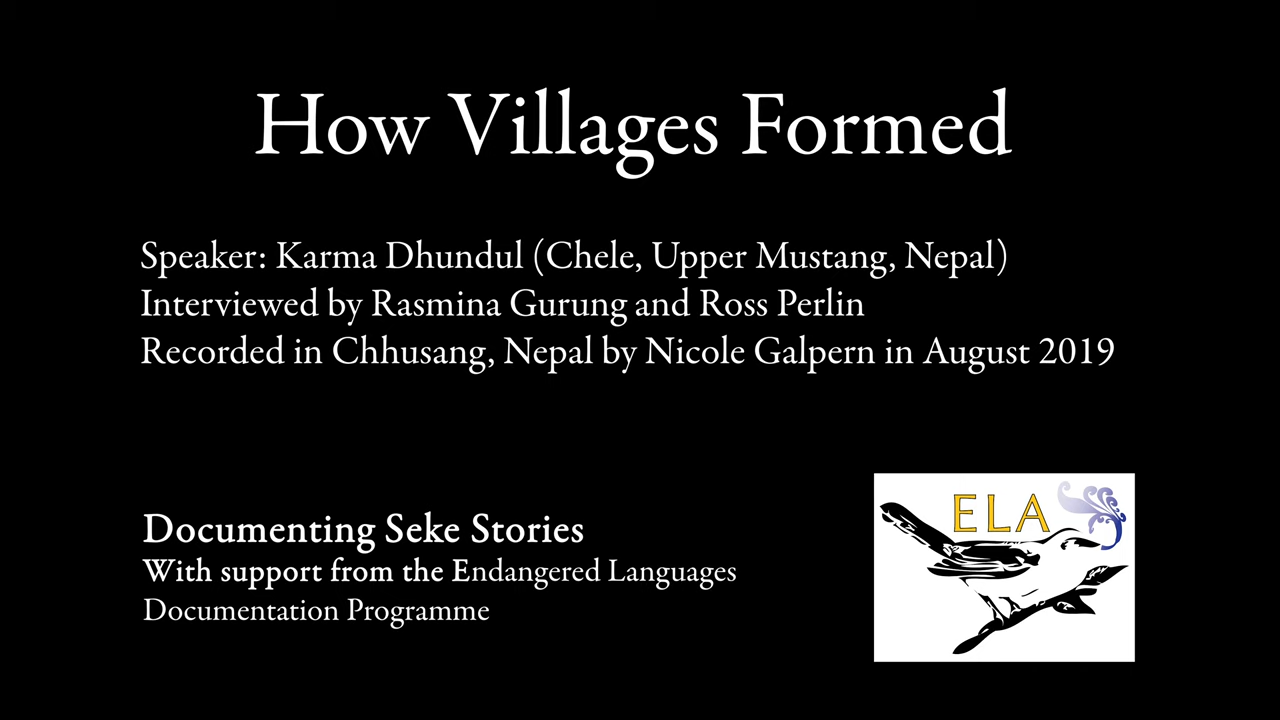 How Villages Formed
Speaker: Karma Dhundul (Chele, Upper Mustang, Nepal)
Interviewed by Rasmina Gurung and Ross Perlin
Recorded in Chhusang, Nepal by Nicole Galpern in August 2019
Documenting Seke Stories
With support from the Endangered Languages
Documentation Programme
ELA